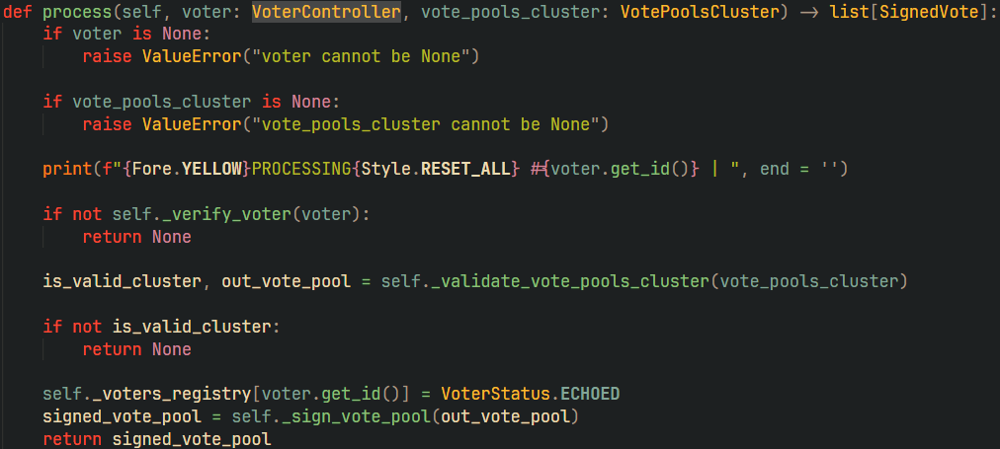 def process(self, voter: VoterController, vote_pools_cluster: VotePoolsCluster) -> list[SignedVote]:
    if voter is None:
        raise ValueError("voter cannot be None")

    if vote_pools_cluster is None:
        raise ValueError("vote_pools_cluster cannot be None")

    print(f"{Fore.YELLOW}PROCESSING{Style.RESET_ALL} #{voter.get_id()} | ", end = '')

    if not self._verify_voter(voter):
        return None

    is_valid_cluster, out_vote_pool = self._validate_vote_pools_cluster(vote_pools_cluster)

    if not is_valid_cluster:
        return None

    self._voters_registry[voter.get_id()] = VoterStatus.ECHOED
    signed_vote_pool = self._sign_vote_pool(out_vote_pool)
    return signed_vote_pool